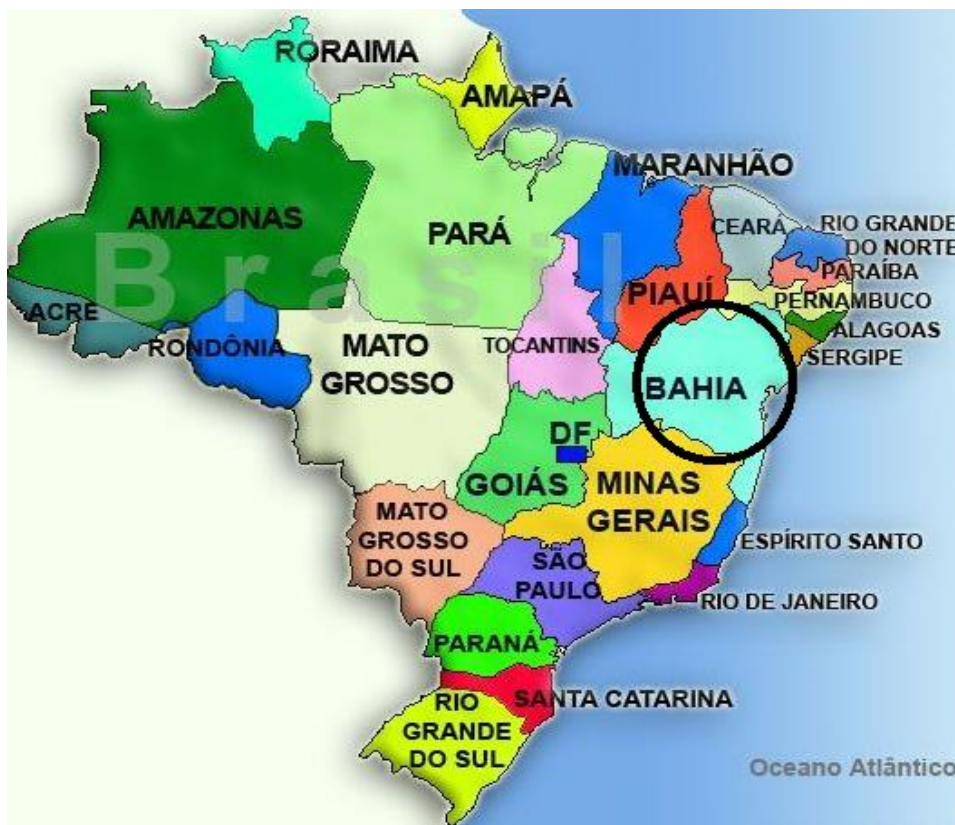 RORAIMA
AMAPÁ
MARANHÃO
AMAZONAS
PARÁ
CEARÁ
RIO GRANDE
DO NORTE
Brasil
PARAÍBA
PIAUÍ
PERNAMBUCO
ACRE
RONDÔNIA
MATO
GROSSO
TOCANTINS
ALAGOAS
SERGIPE
BAHIA
DF
GOIÁS
MINAS
GERAIS
MATO
GROSSO
DO SUL
ESPÍRITO SANTO
SÃO
PAULO
RIO DE JANEIRO
PARANÁ
SANTA CATARINA
RIO
GRANDE
DO SUL
Oceano Atlântico